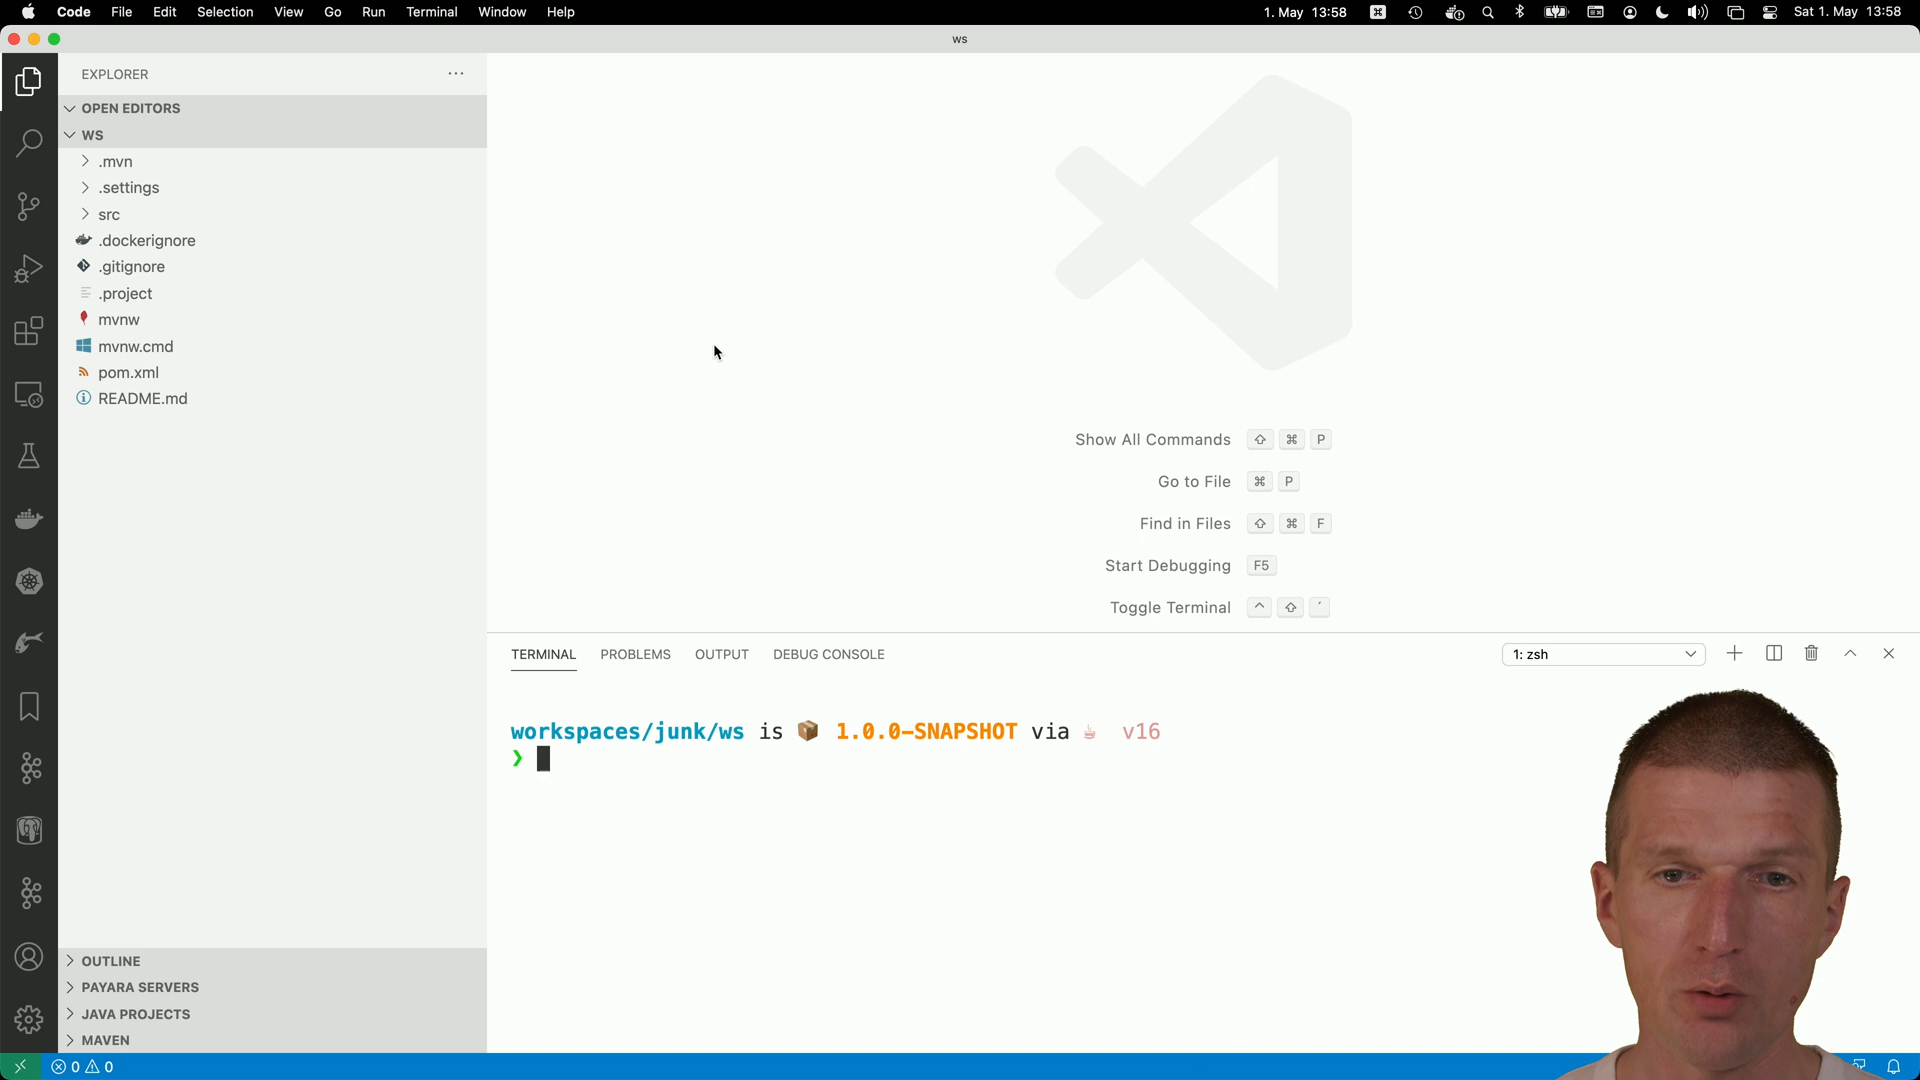 Code File Edit Selection View Go Run Terminal Window Help 1. May 13:58 Sat 1. May 13:58
ws
EXPLORER
OPEN EDITORS
WS
.mvn
.settings
src
.dockerignore
.gitignore
.project
mvnw
mvnw.cmd
pom.xml
README.md
Show All Commands ⇧ ⌘ P
Go to File ⌘ P
Find in Files ⇧ ⌘ F
Start Debugging F5
Toggle Terminal ^ ⇧ ´
TERMINAL PROBLEMS OUTPUT DEBUG CONSOLE 1: zsh
workspaces/junk/ws is 📦 1.0.0-SNAPSHOT via ☕ v16
❯
OUTLINE
PAYARA SERVERS
JAVA PROJECTS
MAVEN
0 0